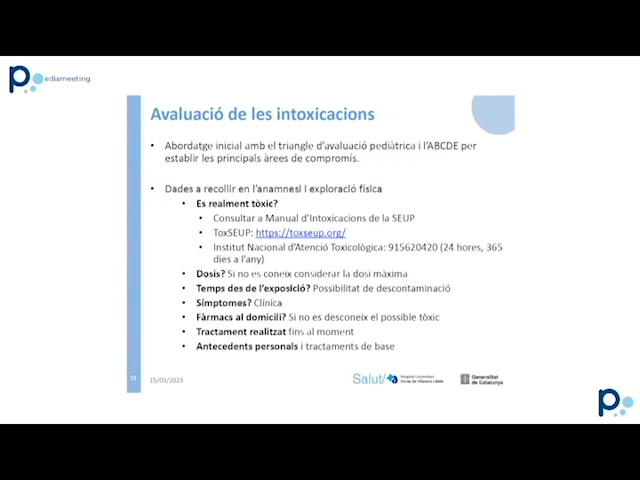 Pediameeting
Avaluació de les intoxicacions
• Abordatge inicial amb el triangle d'avaluació pediàtrica i l'ABCDE per
establir les principals àrees de compromís.
• Dades a recollir en l'anamnesi i exploració física
• Es realment tòxic?
• Consultar a Manual d'Intoxicacions de la SEUP
• ToxSEUP: https://toxseup.org/
• Institut Nacional d'Atenció Toxicològica: 915620420 (24 hores, 365
dies a l'any)
• Dosis? Si no es coneix considerar la dosi màxima
• Temps des de l'exposició? Possibilitat de descontaminació
• Símptomes? Clínica
• Fàrmacs al domicili? Si no es desconeix el possible tòxic
• Tractament realitzat fins al moment
• Antecedents personals i tractaments de base
15/03/2023
Salut/
Hospital Universitari
Arnau de Vilanova Lleida
Generalitat
de Catalunya
P